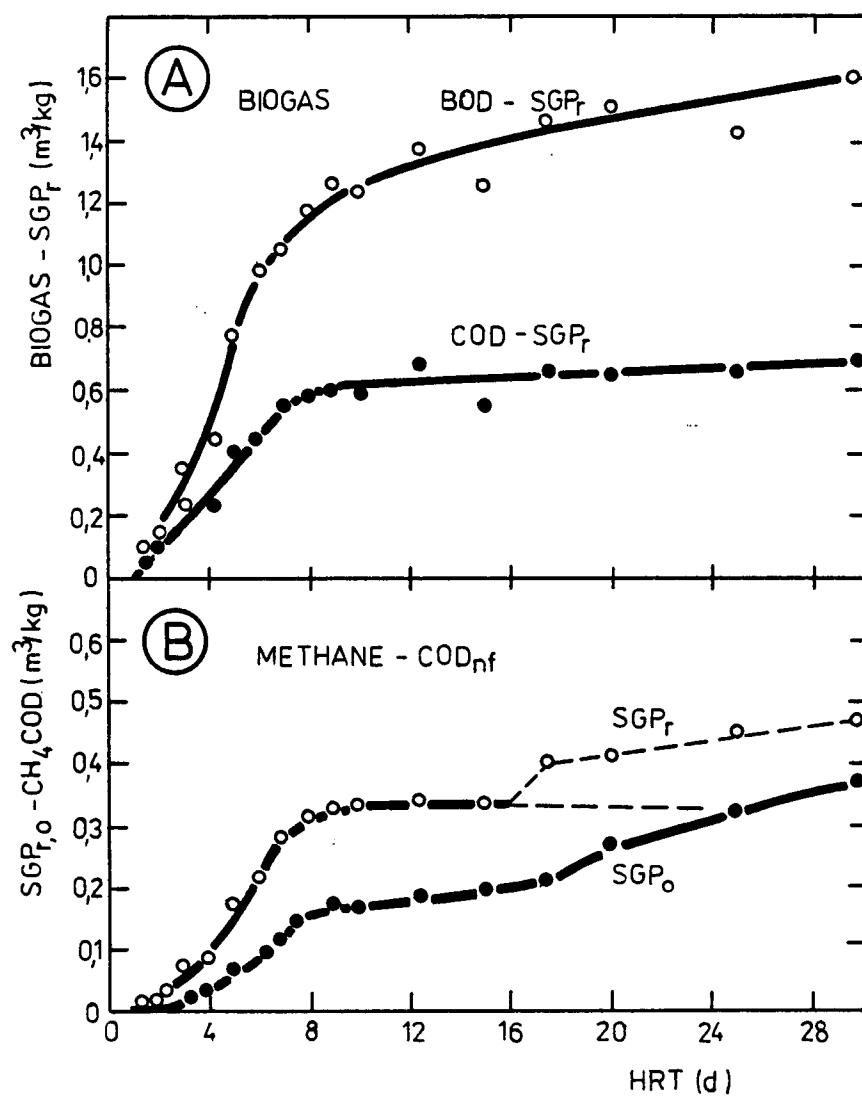 A
BIOGAS
BOD - SGPr
COD - SGPr
BIOGAS - SGPr (m³/kg)
1,6
1,4
1,2
1,0
0,8
0,6
0,4
0,2
0
B
METHANE - CODnf
SGPr
SGPo
SGPr,o - CH4COD (m³/kg)
0,6
0,5
0,4
0,3
0,2
0,1
0
0 4 8 12 16 20 24 28
HRT (d)